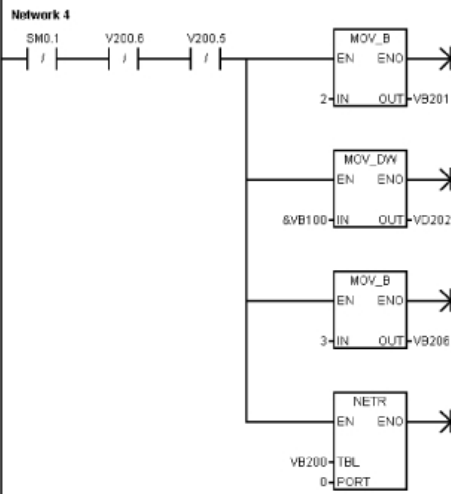 Network 4
SM0.1 V200.6 V200.5
/ / /
MOV_B
EN ENO
2 IN OUT VB201
MOV_DW
EN ENO
&VB100 IN OUT VD202
MOV_B
EN ENO
3 IN OUT VB206
NETR
EN ENO
VB200 TBL
0 PORT